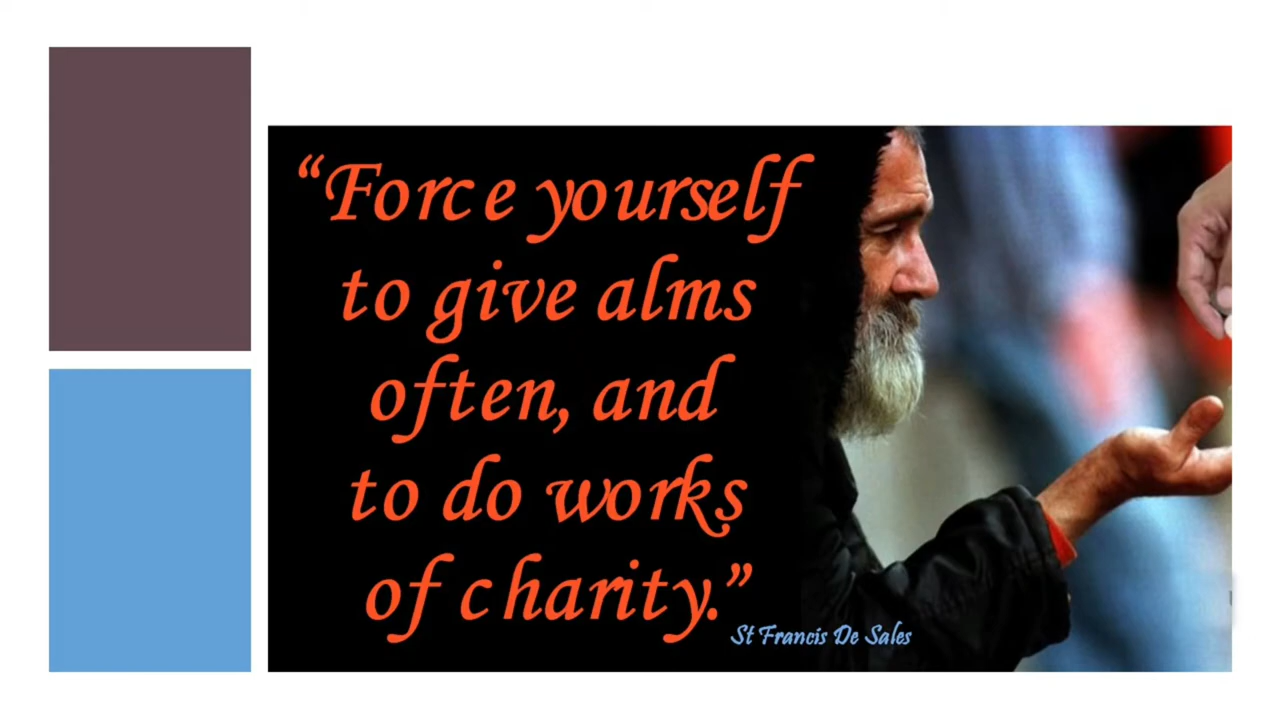 “Force yourself
to give alms
often, and
to do works
of charity.”
St Francis De Sales